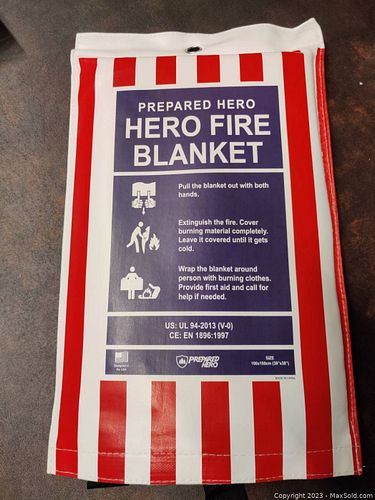 PREPARED HERO
HERO FIRE
BLANKET
Pull the blanket out with both
hands.
Extinguish the fire. Cover
burning material completely.
Leave it covered until it gets
cold.
Wrap the blanket around
person with burning clothes.
Provide first aid and call for
help if needed.
US: UL 94-2013 (V-0)
CE: EN 1896:1997
PREPARED
HERO
SIZE
100x100cm (39"x39")
Copyright © 2023 - MaxSold.com